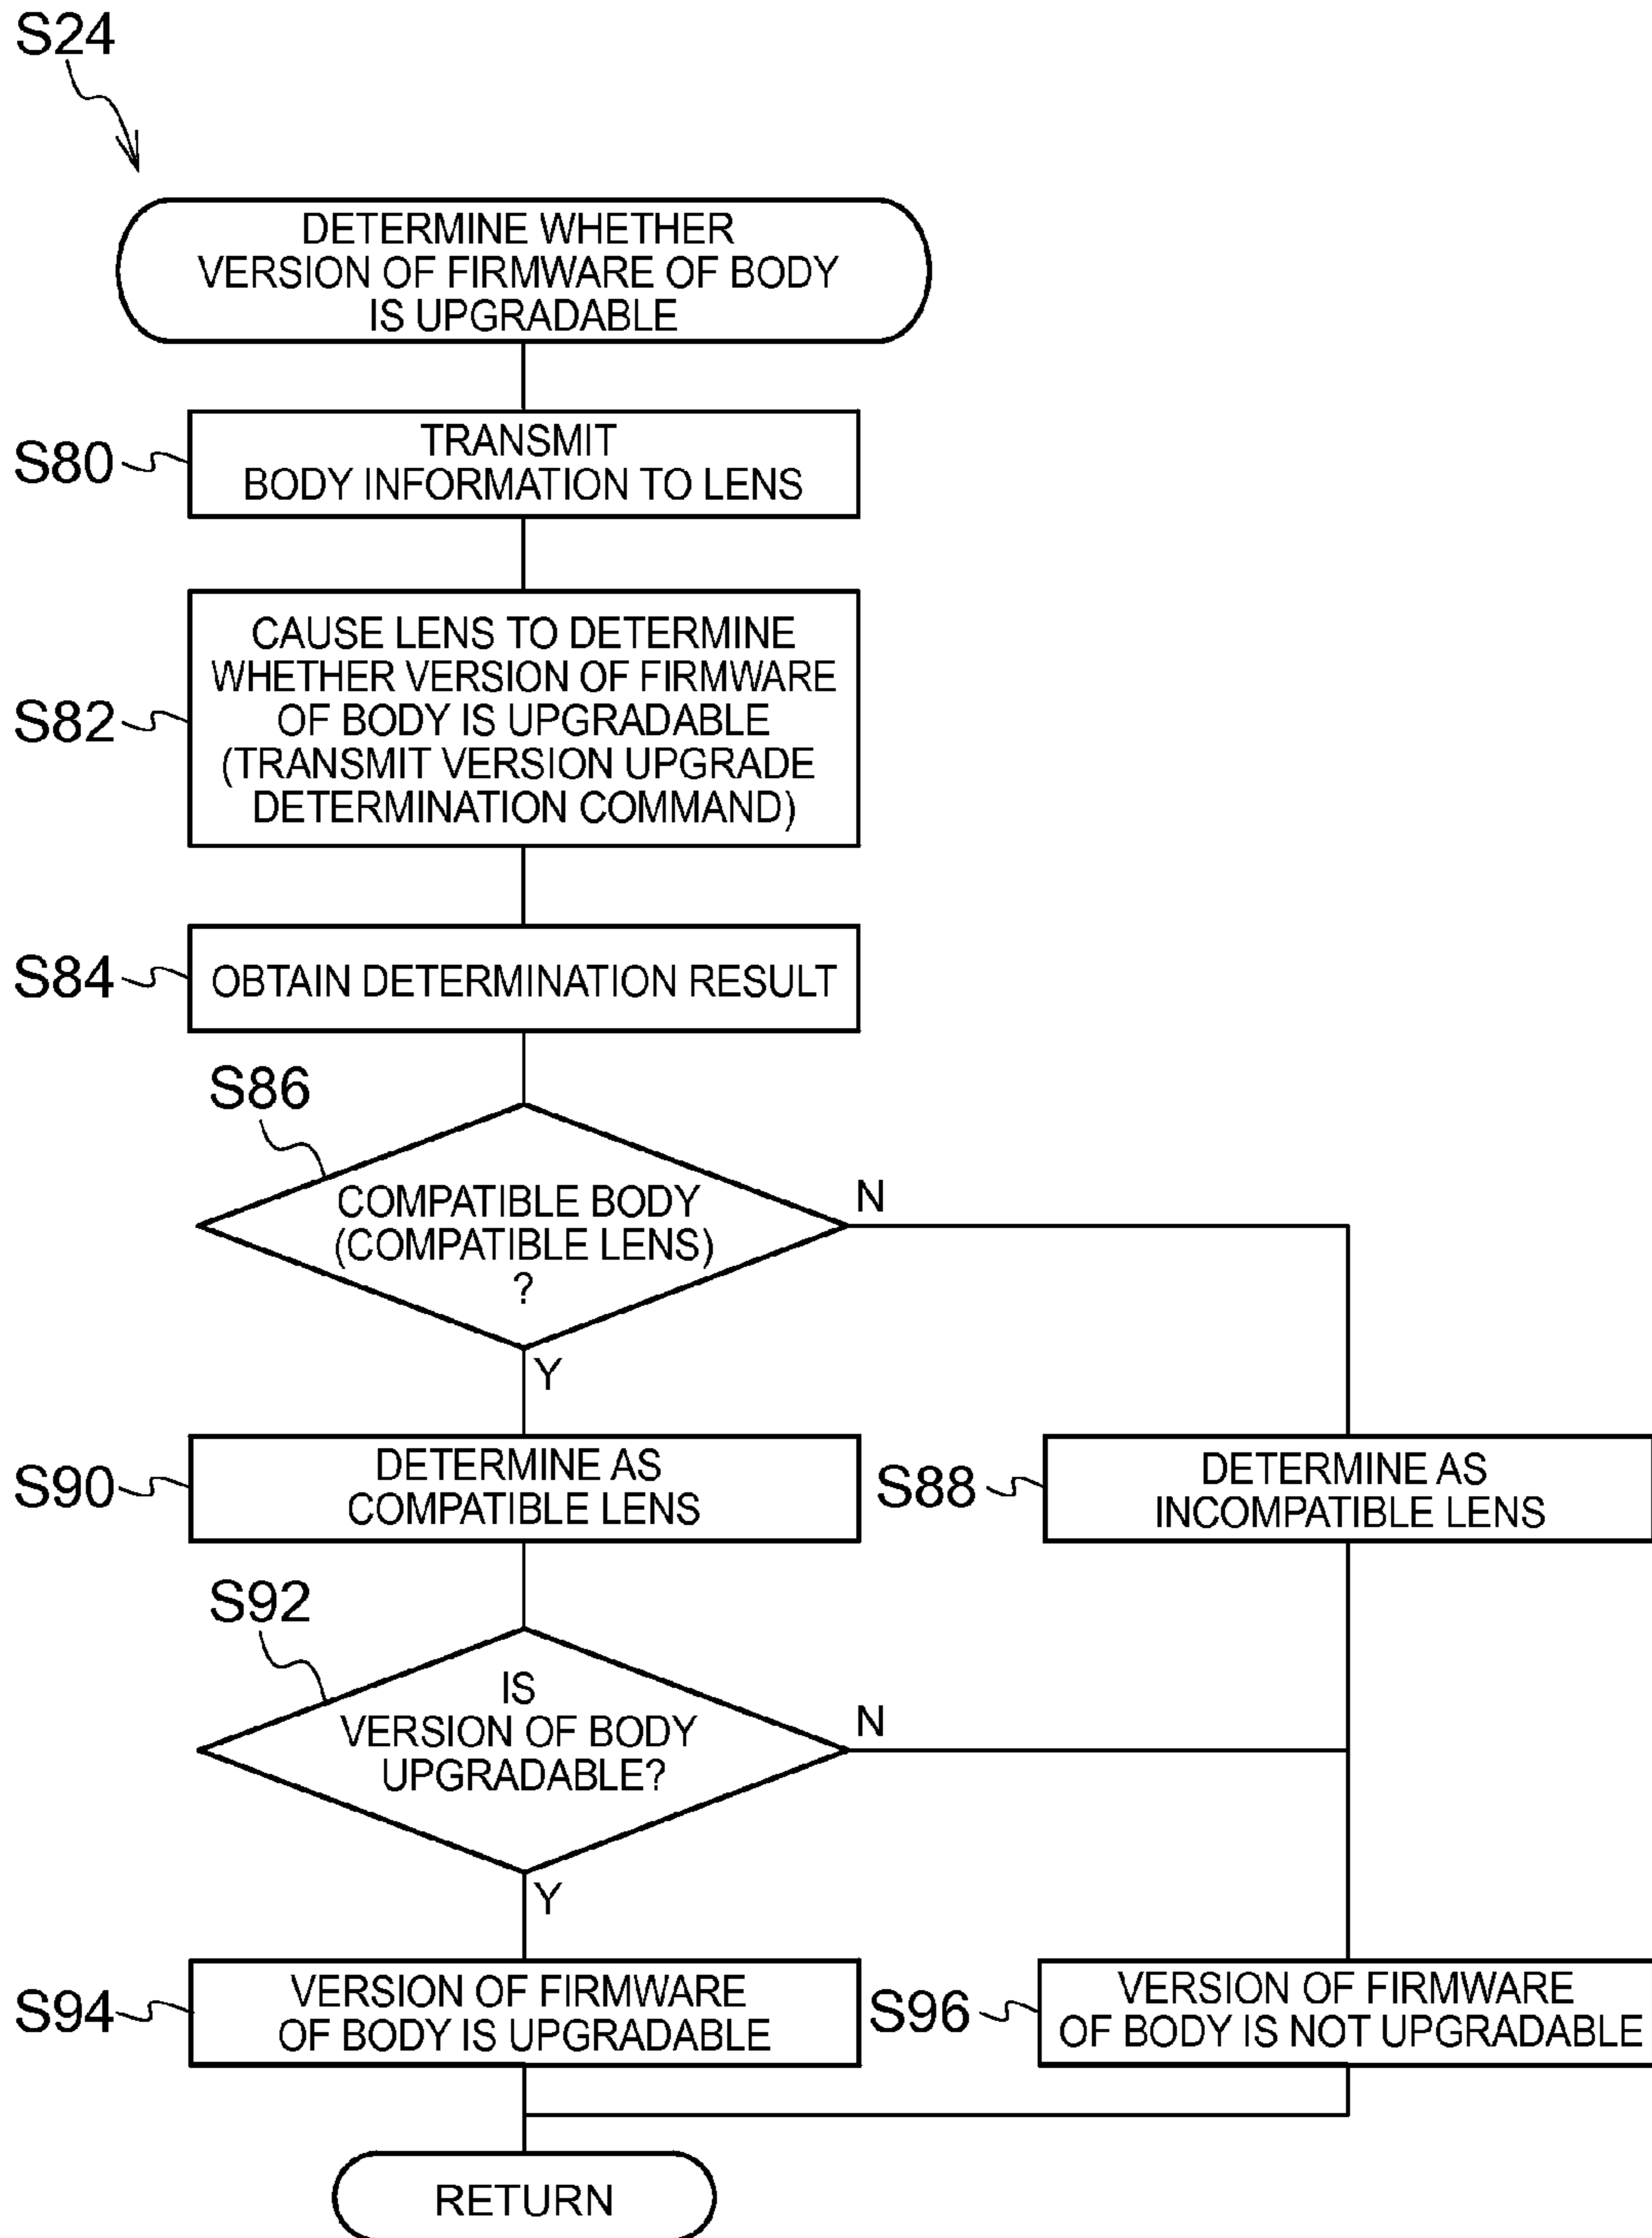 S24
DETERMINE WHETHER
VERSION OF FIRMWARE OF BODY
IS UPGRADABLE
S80
TRANSMIT
BODY INFORMATION TO LENS
S82
CAUSE LENS TO DETERMINE
WHETHER VERSION OF FIRMWARE
OF BODY IS UPGRADABLE
(TRANSMIT VERSION UPGRADE
DETERMINATION COMMAND)
S84
OBTAIN DETERMINATION RESULT
S86
COMPATIBLE BODY
(COMPATIBLE LENS)
?
N
Y
S90
DETERMINE AS
COMPATIBLE LENS
S88
DETERMINE AS
INCOMPATIBLE LENS
S92
IS
VERSION OF BODY
UPGRADABLE?
N
Y
S94
VERSION OF FIRMWARE
OF BODY IS UPGRADABLE
S96
VERSION OF FIRMWARE
OF BODY IS NOT UPGRADABLE
RETURN